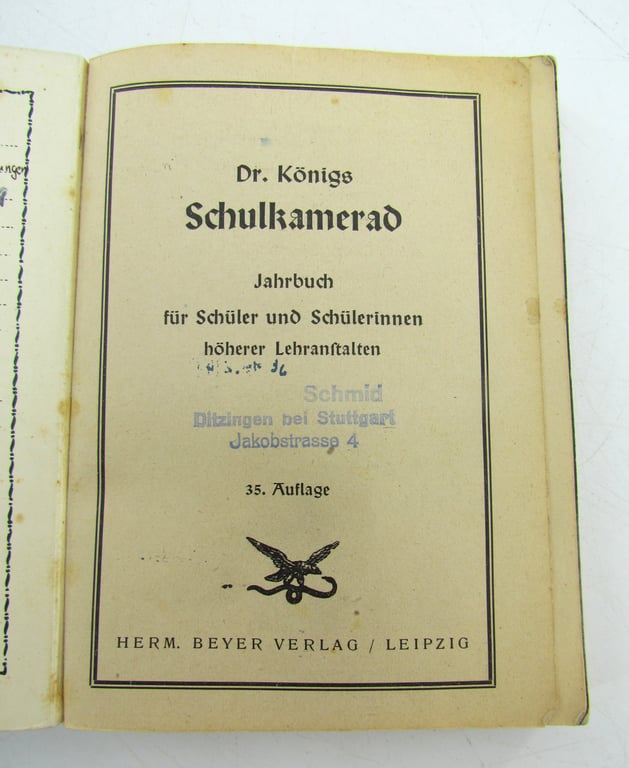 ungen
Dr. Königs
Schulkamerad
Jahrbuch
für Schüler und Schülerinnen
höherer Lehranſtalten
Schmid
Ditzingen bei Stuttgart
Jakobstrasse 4
35. Auflage
HERM. BEYER VERLAG / LEIPZIG